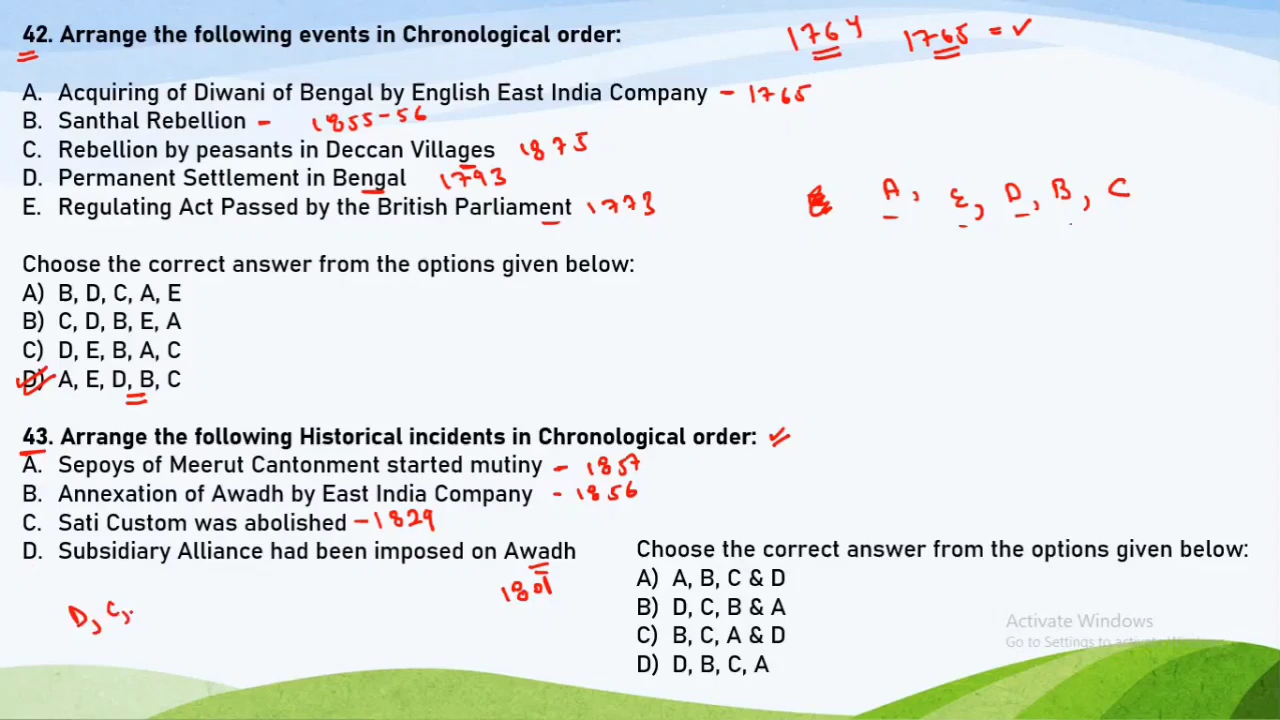 42. Arrange the following events in Chronological order: 1764 1765 = ✓
A. Acquiring of Diwani of Bengal by English East India Company - 1765
B. Santhal Rebellion - 1855-56
C. Rebellion by peasants in Deccan Villages 1875
D. Permanent Settlement in Bengal 1793
E. Regulating Act Passed by the British Parliament 1773
A, E, D, B, C
Choose the correct answer from the options given below:
A) B, D, C, A, E
B) C, D, B, E, A
C) D, E, B, A, C
D) A, E, D, B, C
43. Arrange the following Historical incidents in Chronological order: ✓
A. Sepoys of Meerut Cantonment started mutiny - 1857
B. Annexation of Awadh by East India Company - 1856
C. Sati Custom was abolished - 1829
D. Subsidiary Alliance had been imposed on Awadh
1801
D, C,
Choose the correct answer from the options given below:
A) A, B, C & D
B) D, C, B & A
C) B, C, A & D
D) D, B, C, A
Activate Windows
Go to Settings to activate